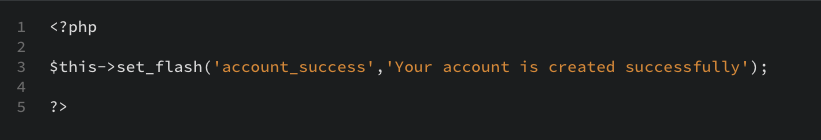 1 <?php
2
3 $this->set_flash('account_success','Your account is created successfully');
4
5 ?>